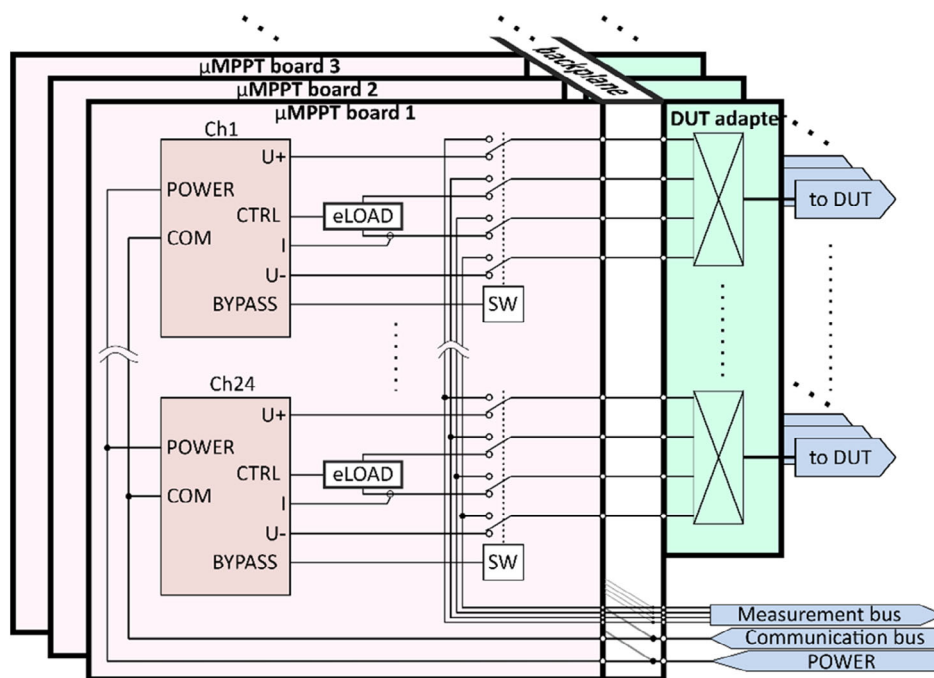 μMPPT board 3
μMPPT board 2
μMPPT board 1
backplane
DUT adapter
Ch1
U+
POWER
CTRL
eLOAD
COM
I
U-
BYPASS
SW
to DUT
Ch24
U+
POWER
CTRL
eLOAD
COM
I
U-
BYPASS
SW
to DUT
Measurement bus
Communication bus
POWER